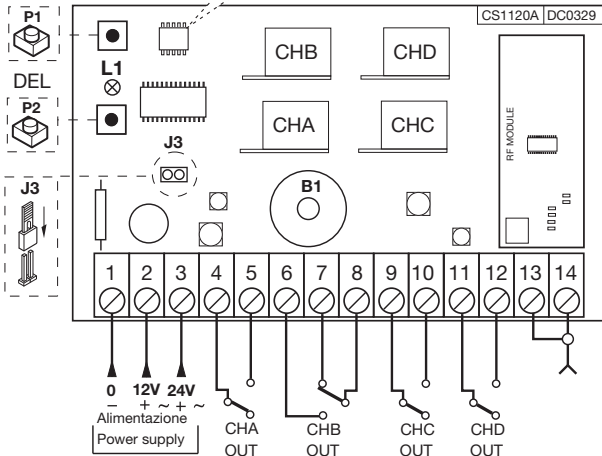 P1
CS1120A DC0329
CHB CHD
L1
DEL
P2
CHA CHC
RF MODULE
J3
J3
B1
1 2 3 4 5 6 7 8 9 10 11 12 13 14
0 12V 24V
− + ~ + ~
Alimentazione
Power supply
CHA CHB CHC CHD
OUT OUT OUT OUT